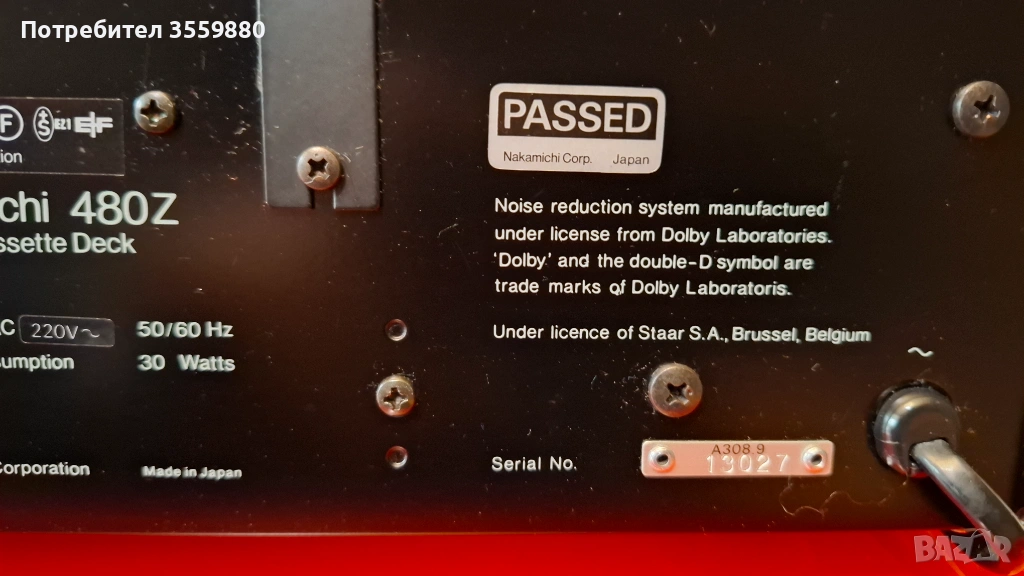 Потребител 3559880
PASSED
Nakamichi Corp. Japan
F S EZ1
ion
chi 480Z
ssette Deck
Noise reduction system manufactured
under license from Dolby Laboratories.
'Dolby' and the double-D symbol are
trade marks of Dolby Laboratoris.
C 220V~ 50/60 Hz
umption 30 Watts
Under licence of Staar S.A., Brussel, Belgium
~
Corporation Made in Japan
Serial No. A308 9
13027
BAZAR